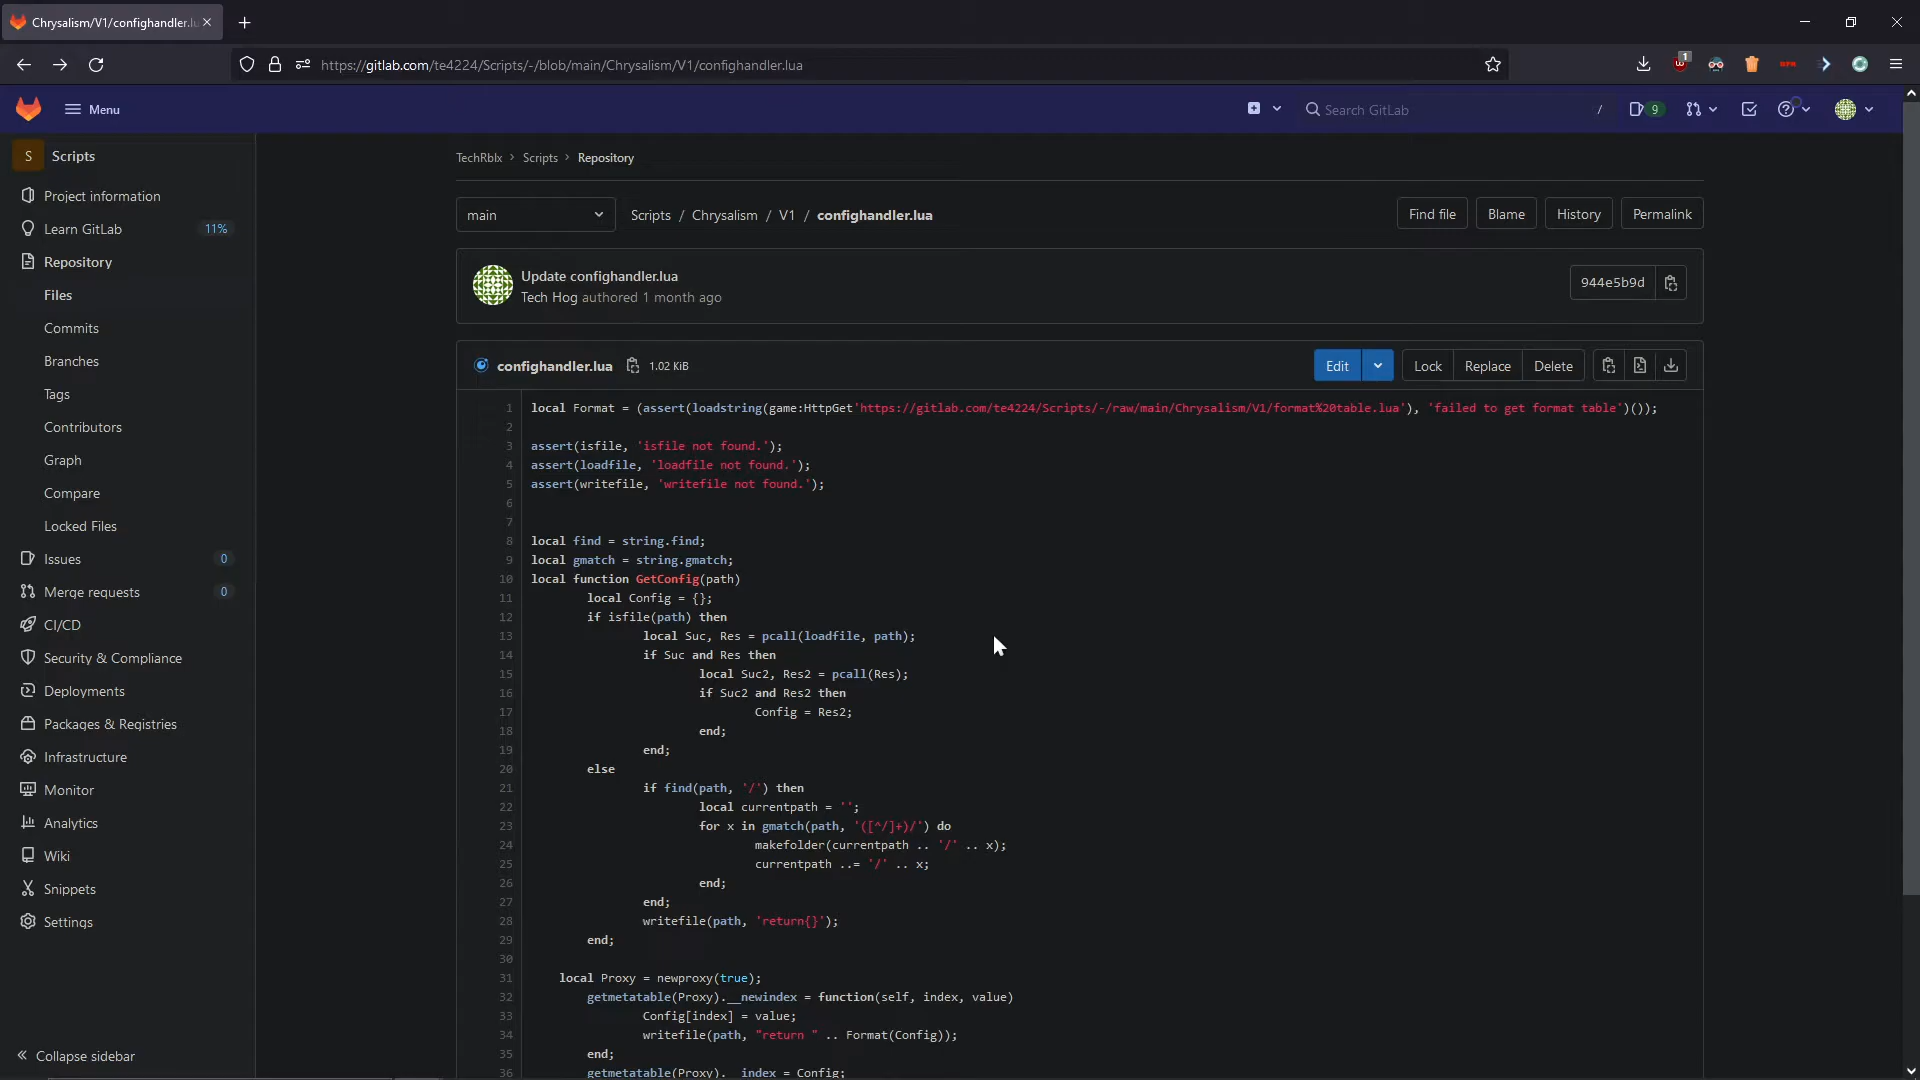 Chrysalism/V1/confighandler.lu
https://gitlab.com/te4224/Scripts/-/blob/main/Chrysalism/V1/confighandler.lua
1
Menu
Search GitLab
/
9
S Scripts
Project information
Learn GitLab 11%
Repository
Files
Commits
Branches
Tags
Contributors
Graph
Compare
Locked Files
Issues 0
Merge requests 0
CI/CD
Security & Compliance
Deployments
Packages & Registries
Infrastructure
Monitor
Analytics
Wiki
Snippets
Settings
Collapse sidebar
TechRblx > Scripts > Repository
main
Scripts / Chrysalism / V1 / confighandler.lua
Find file Blame History Permalink
Update confighandler.lua
Tech Hog authored 1 month ago
944e5b9d
confighandler.lua 1.02 KiB
Edit Lock Replace Delete
1 local Format = (assert(loadstring(game:HttpGet'https://gitlab.com/te4224/Scripts/-/raw/main/Chrysalism/V1/format%20table.lua'), 'failed to get format table')());
2
3 assert(isfile, 'isfile not found.');
4 assert(loadfile, 'loadfile not found.');
5 assert(writefile, 'writefile not found.');
6
7
8 local find = string.find;
9 local gmatch = string.gmatch;
10 local function GetConfig(path)
11 local Config = {};
12 if isfile(path) then
13 local Suc, Res = pcall(loadfile, path);
14 if Suc and Res then
15 local Suc2, Res2 = pcall(Res);
16 if Suc2 and Res2 then
17 Config = Res2;
18 end;
19 end;
20 else
21 if find(path, '/') then
22 local currentpath = '';
23 for x in gmatch(path, '([^/]+)/') do
24 makefolder(currentpath .. '/' .. x);
25 currentpath ..= '/' .. x;
26 end;
27 end;
28 writefile(path, 'return{}');
29 end;
30
31 local Proxy = newproxy(true);
32 getmetatable(Proxy).__newindex = function(self, index, value)
33 Config[index] = value;
34 writefile(path, "return " .. Format(Config));
35 end;
36 getmetatable(Proxy).__index = Config;